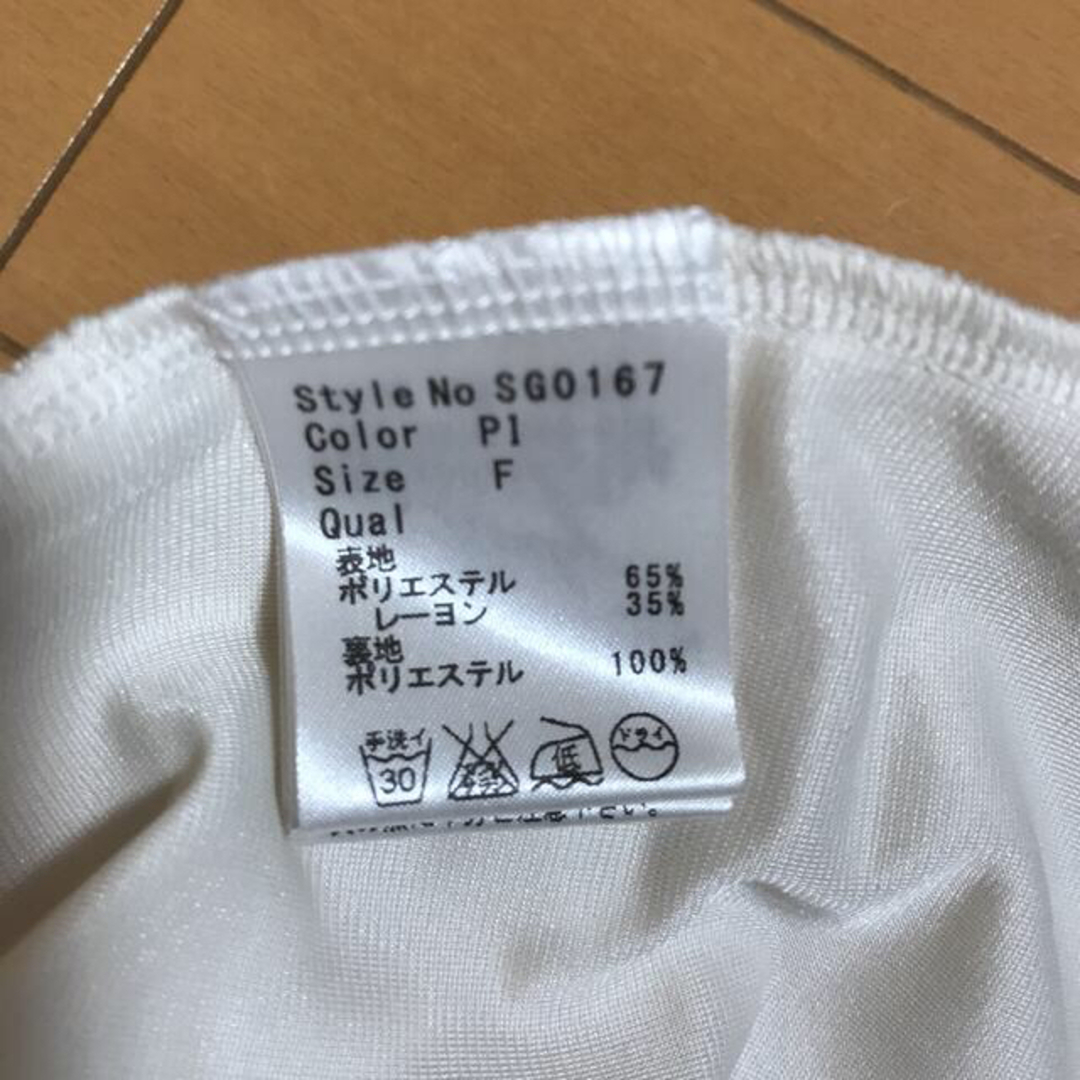 Style No SG0167
Color P1
Size F
Qual
表地
ポリエステル 65%
レーヨン 35%
裏地
ポリエステル 100%
手洗イ 30 低 ドライ